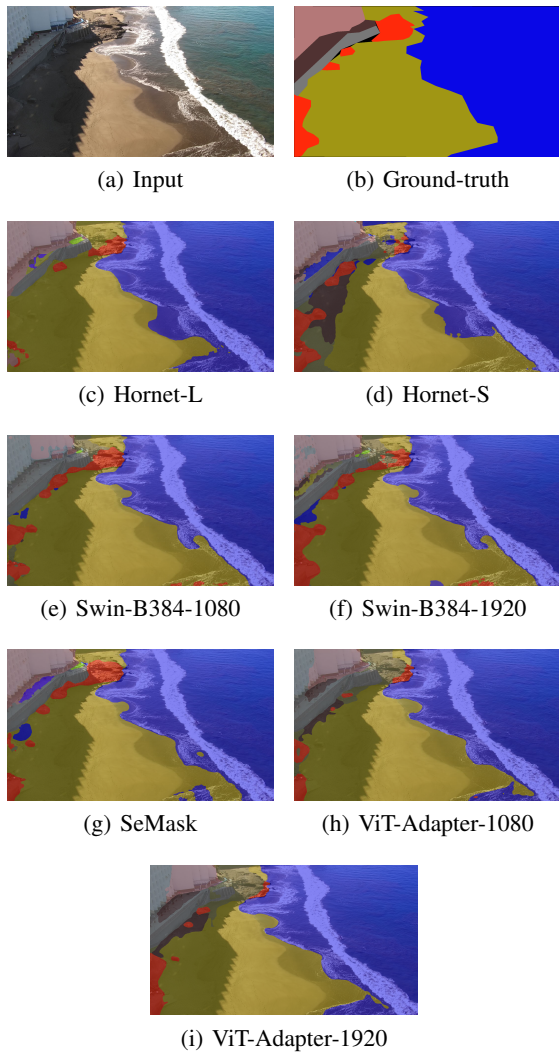 (a) Input
(b) Ground-truth
(c) Hornet-L
(d) Hornet-S
(e) Swin-B384-1080
(f) Swin-B384-1920
(g) SeMask
(h) ViT-Adapter-1080
(i) ViT-Adapter-1920